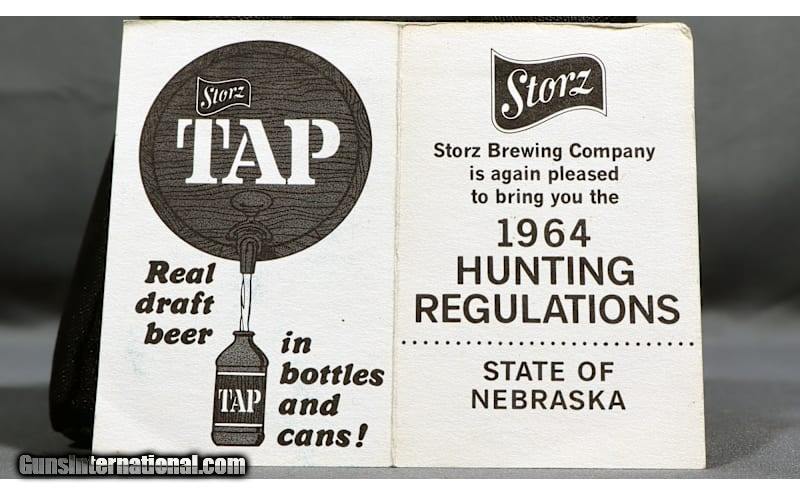 Storz
TAP
Real
draft
beer
in
bottles
and
cans!
TAP
Storz
Storz Brewing Company
is again pleased
to bring you the
1964
HUNTING
REGULATIONS
STATE OF
NEBRASKA
GunsInternational.com